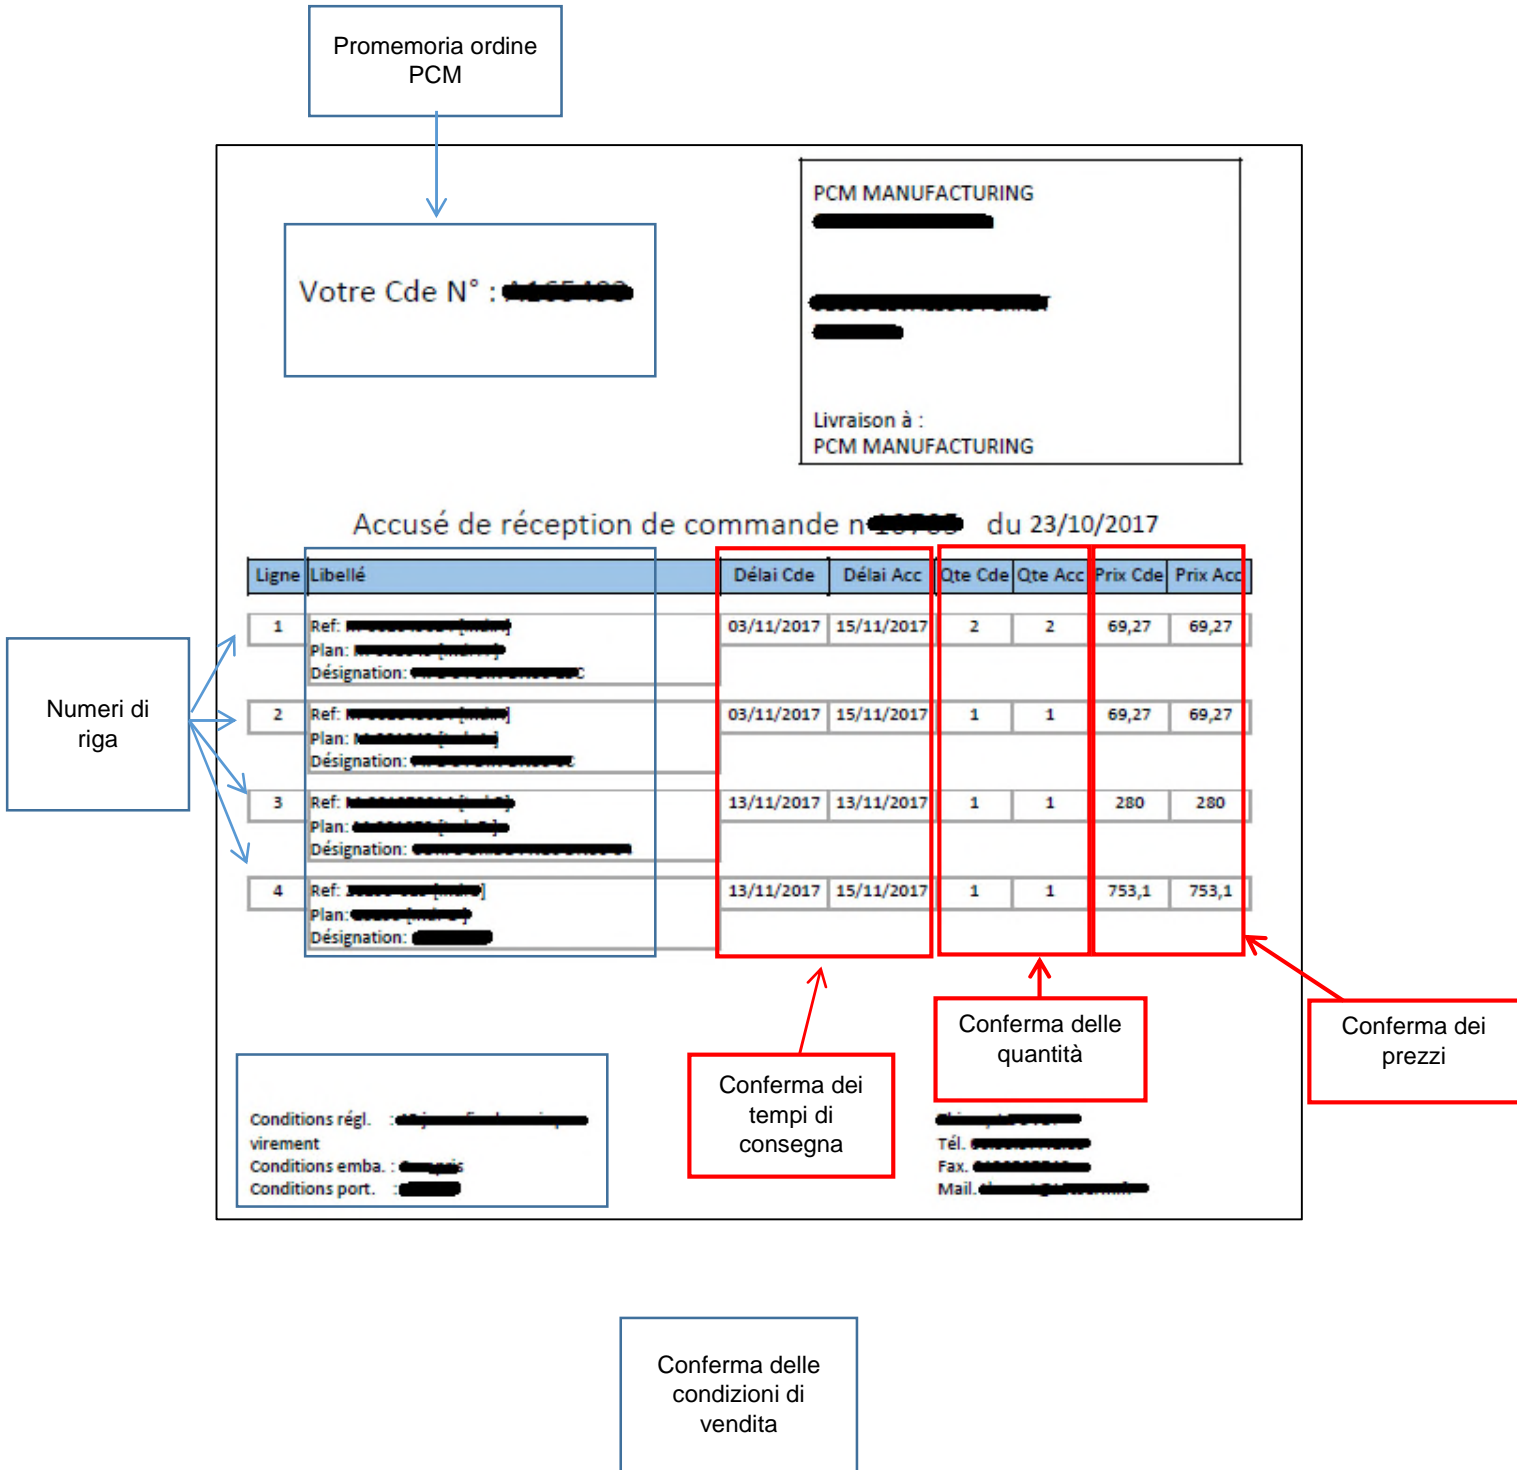 Promemoria ordine
PCM
PCM MANUFACTURING
Votre Cde N° :
Livraison à :
PCM MANUFACTURING
Accusé de réception de commande n du 23/10/2017
Ligne Libellé Délai Cde Délai Acc Qte Cde Qte Acc Prix Cde Prix Acc
1 Ref: 03/11/2017 15/11/2017 2 2 69,27 69,27
Plan:
Désignation:
2 Ref: 03/11/2017 15/11/2017 1 1 69,27 69,27
Plan:
Désignation:
3 Ref: 13/11/2017 13/11/2017 1 1 280 280
Plan:
Désignation:
4 Ref: 13/11/2017 15/11/2017 1 1 753,1 753,1
Plan:
Désignation:
Numeri di
riga
Conferma dei
tempi di
consegna
Conferma delle
quantità
Conferma dei
prezzi
Conditions régl. :
virement
Conditions emba. :
Conditions port. :
Tél.
Fax.
Mail.
Conferma delle
condizioni di
vendita